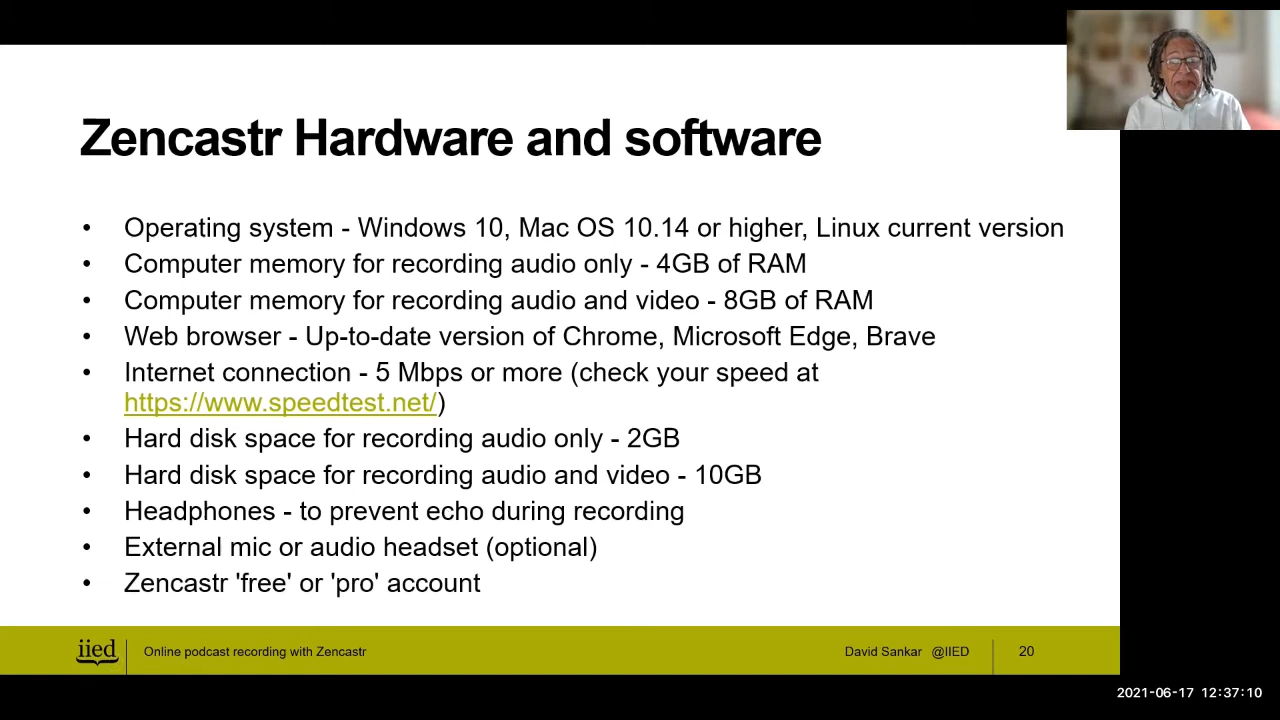 Zencastr Hardware and software
• Operating system - Windows 10, Mac OS 10.14 or higher, Linux current version
• Computer memory for recording audio only - 4GB of RAM
• Computer memory for recording audio and video - 8GB of RAM
• Web browser - Up-to-date version of Chrome, Microsoft Edge, Brave
• Internet connection - 5 Mbps or more (check your speed at
https://www.speedtest.net/)
• Hard disk space for recording audio only - 2GB
• Hard disk space for recording audio and video - 10GB
• Headphones - to prevent echo during recording
• External mic or audio headset (optional)
• Zencastr 'free' or 'pro' account
iied Online podcast recording with Zencastr David Sankar @IIED 20
2021-06-17 12:37:10